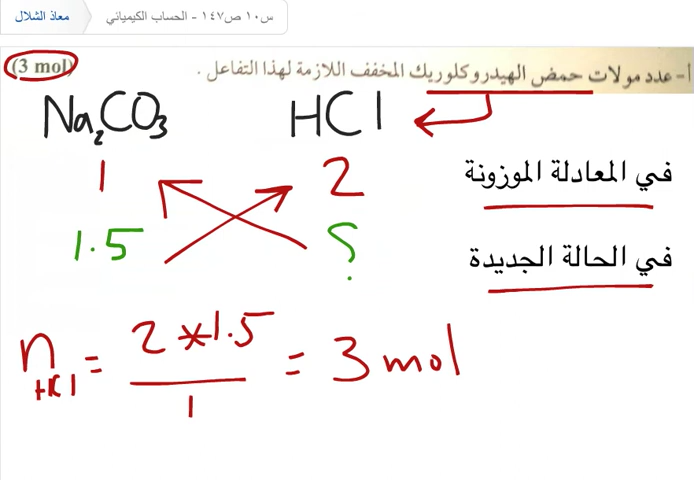 س١٠ ص١٤٧ - الحساب الكيميائي
معاذ الشلال
أ- عدد مولات حمض الهيدروكلوريك المخفف اللازمة لهذا التفاعل . (3 mol)
Na₂CO₃ HCl
1 2 في المعادلة الموزونة
1.5 ? في الحالة الجديدة
n HCl = 2 * 1.5 / 1 = 3 mol